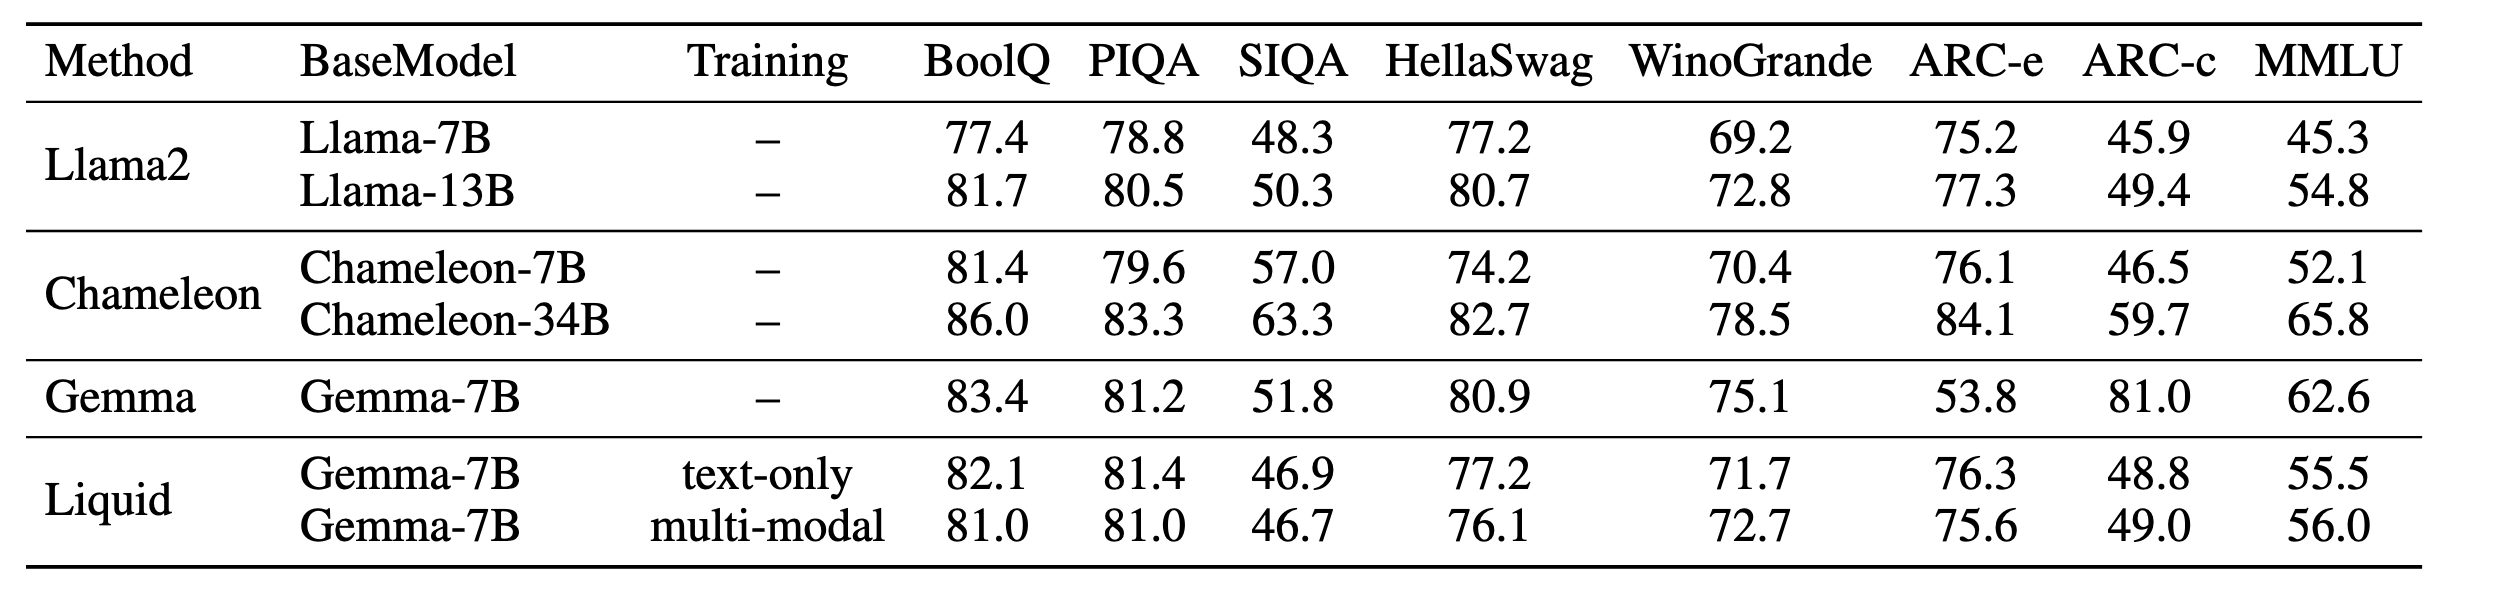 Method BaseModel Training BoolQ PIQA SIQA HellaSwag WinoGrande ARC-e ARC-c MMLU
Llama2 Llama-7B – 77.4 78.8 48.3 77.2 69.2 75.2 45.9 45.3
Llama-13B – 81.7 80.5 50.3 80.7 72.8 77.3 49.4 54.8
Chameleon Chameleon-7B – 81.4 79.6 57.0 74.2 70.4 76.1 46.5 52.1
Chameleon-34B – 86.0 83.3 63.3 82.7 78.5 84.1 59.7 65.8
Gemma Gemma-7B – 83.4 81.2 51.8 80.9 75.1 53.8 81.0 62.6
Liquid Gemma-7B text-only 82.1 81.4 46.9 77.2 71.7 76.3 48.8 55.5
Gemma-7B multi-modal 81.0 81.0 46.7 76.1 72.7 75.6 49.0 56.0